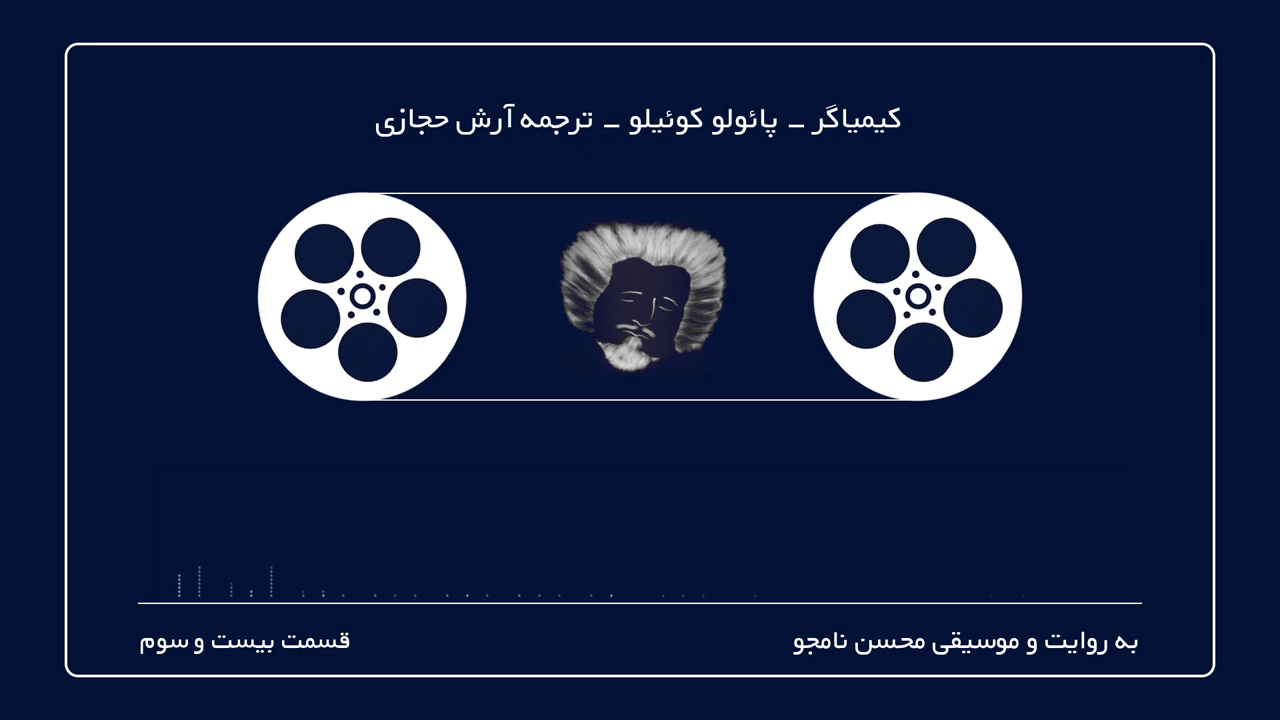 کیمیاگر – پائولو کوئیلو – ترجمه آرش حجازی
به روایت و موسیقی محسن نامجو
قسمت بیست و سوم